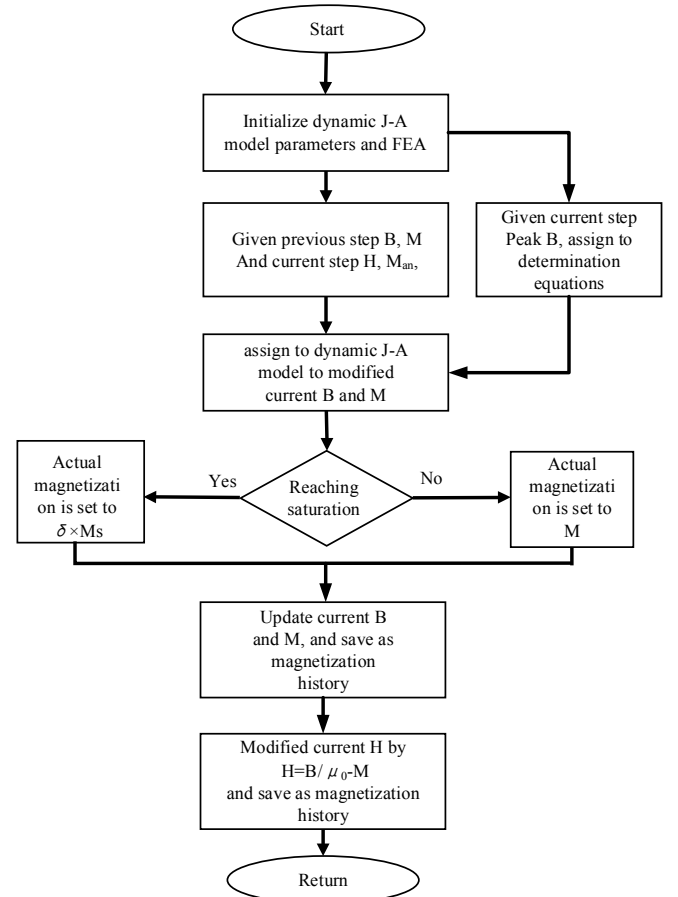 Start
Initialize dynamic J-A
model parameters and FEA
Given previous step B, M
And current step H, Man,
Given current step
Peak B, assign to
determination
equations
assign to dynamic J-A
model to modified
current B and M
Actual
magnetizati
on is set to
δ×Ms
Yes
Reaching
saturation
No
Actual
magnetizati
on is set to
M
Update current B
and M, and save as
magnetization
history
Modified current H by
H=B/μ0-M
and save as magnetization
history
Return